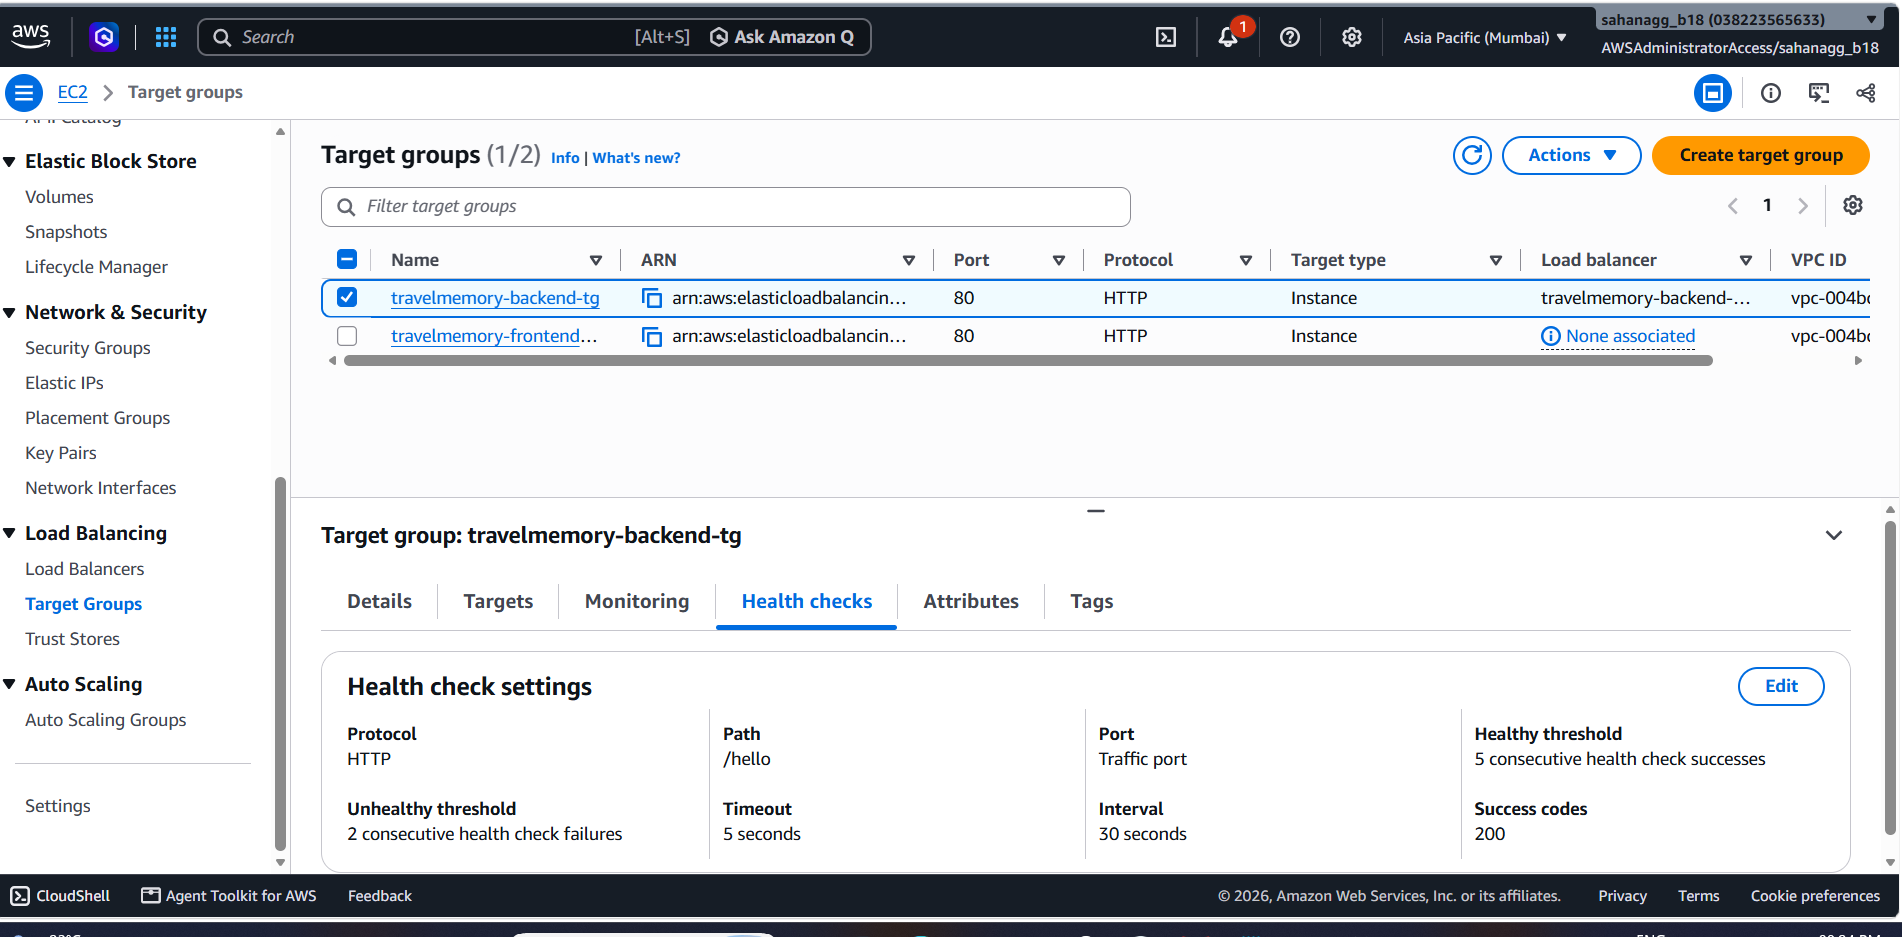 aws
Search [Alt+S] Ask Amazon Q
1
Asia Pacific (Mumbai)
sahanagg_b18 (038223565633)
AWSAdministratorAccess/sahanagg_b18
EC2 Target groups
Elastic Block Store
Volumes
Snapshots
Lifecycle Manager
Network & Security
Security Groups
Elastic IPs
Placement Groups
Key Pairs
Network Interfaces
Load Balancing
Load Balancers
Target Groups
Trust Stores
Auto Scaling
Auto Scaling Groups
Settings
Target groups (1/2) Info | What's new?
Actions
Create target group
Filter target groups
1
Name ARN Port Protocol Target type Load balancer VPC ID
travelmemory-backend-tg arn:aws:elasticloadbalancin... 80 HTTP Instance travelmemory-backend-... vpc-004bc
travelmemory-frontend... arn:aws:elasticloadbalancin... 80 HTTP Instance None associated vpc-004bc
Target group: travelmemory-backend-tg
Details Targets Monitoring Health checks Attributes Tags
Health check settings
Edit
Protocol
HTTP
Path
/hello
Port
Traffic port
Healthy threshold
5 consecutive health check successes
Unhealthy threshold
2 consecutive health check failures
Timeout
5 seconds
Interval
30 seconds
Success codes
200
CloudShell Agent Toolkit for AWS Feedback
© 2026, Amazon Web Services, Inc. or its affiliates. Privacy Terms Cookie preferences